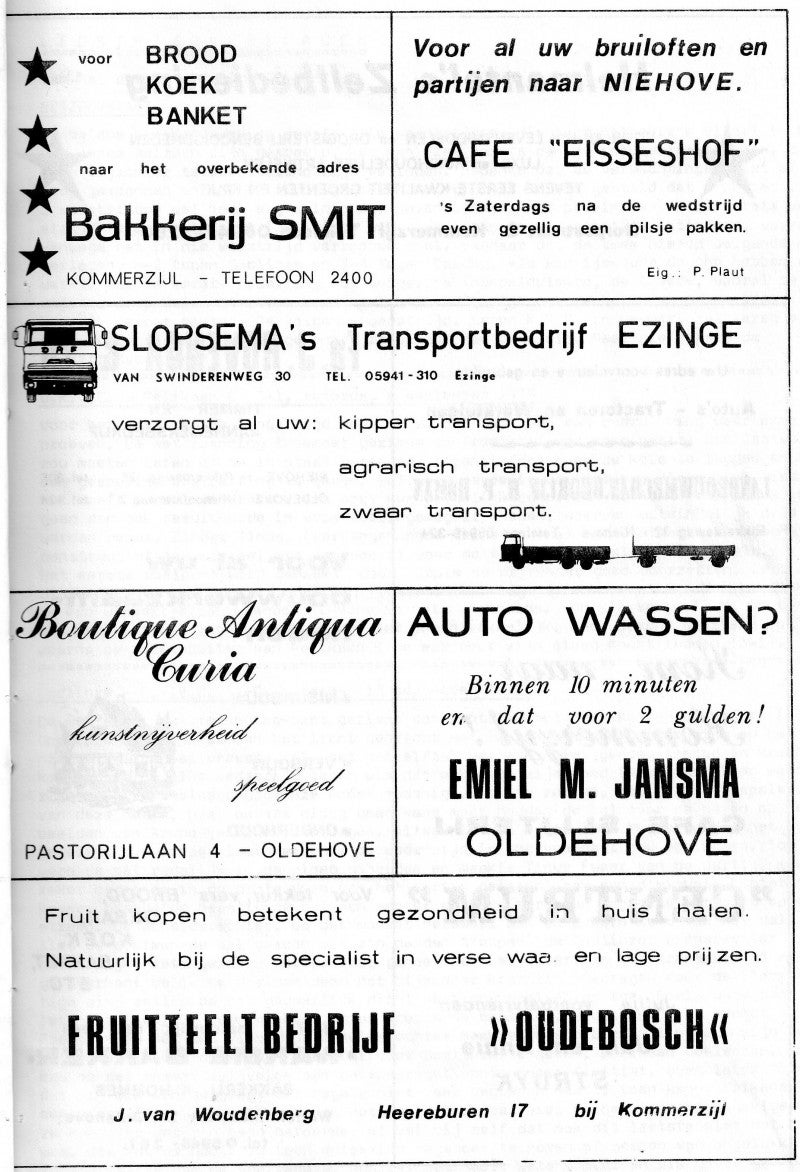 voor BROOD
KOEK
BANKET
naar het overbekende adres
Bakkerij SMIT
KOMMERZIJL - TELEFOON 2400
Voor al uw bruiloften en
partijen naar NIEHOVE.
CAFE "EISSESHOF"
's Zaterdags na de wedstrijd
even gezellig een pilsje pakken.
Eig.: P. Plaut
DAF
SLOPSEMA's Transportbedrijf EZINGE
VAN SWINDERENWEG 30 TEL. 05941-310 Ezinge
verzorgt al uw: kipper transport,
agrarisch transport,
zwaar transport.
Boutique Antiqua
Curia
kunstnyverheid
speelgoed
PASTORIJLAAN 4 - OLDEHOVE
AUTO WASSEN?
Binnen 10 minuten
en dat voor 2 gulden!
EMIEL M. JANSMA
OLDEHOVE
Fruit kopen betekent gezondheid in huis halen.
Natuurlijk bij de specialist in verse waa. en lage prijzen.
FRUITTEELTBEDRIJF »OUDEBOSCH«
J. van Woudenberg Heereburen 17 bij Kommerzijl